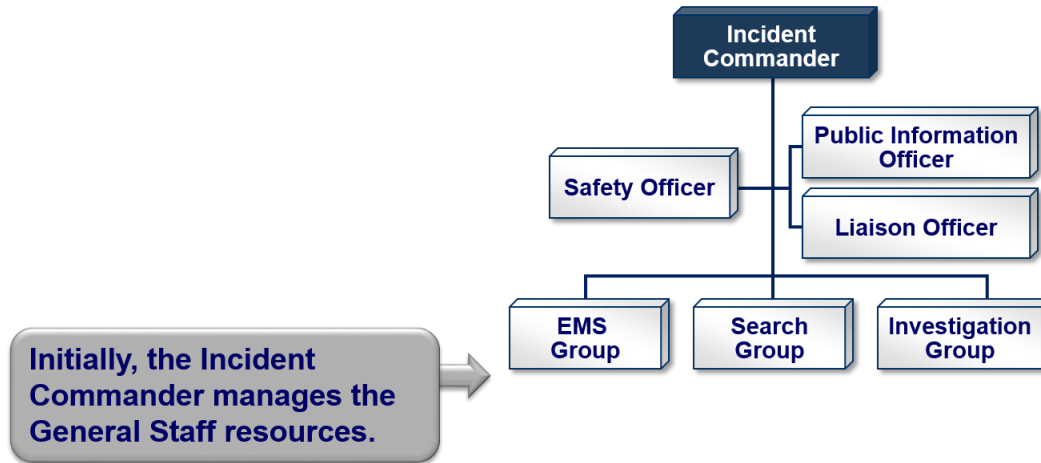 Incident
Commander
Public Information
Officer
Safety Officer
Liaison Officer
EMS
Group
Search
Group
Investigation
Group
Initially, the Incident
Commander manages the
General Staff resources.